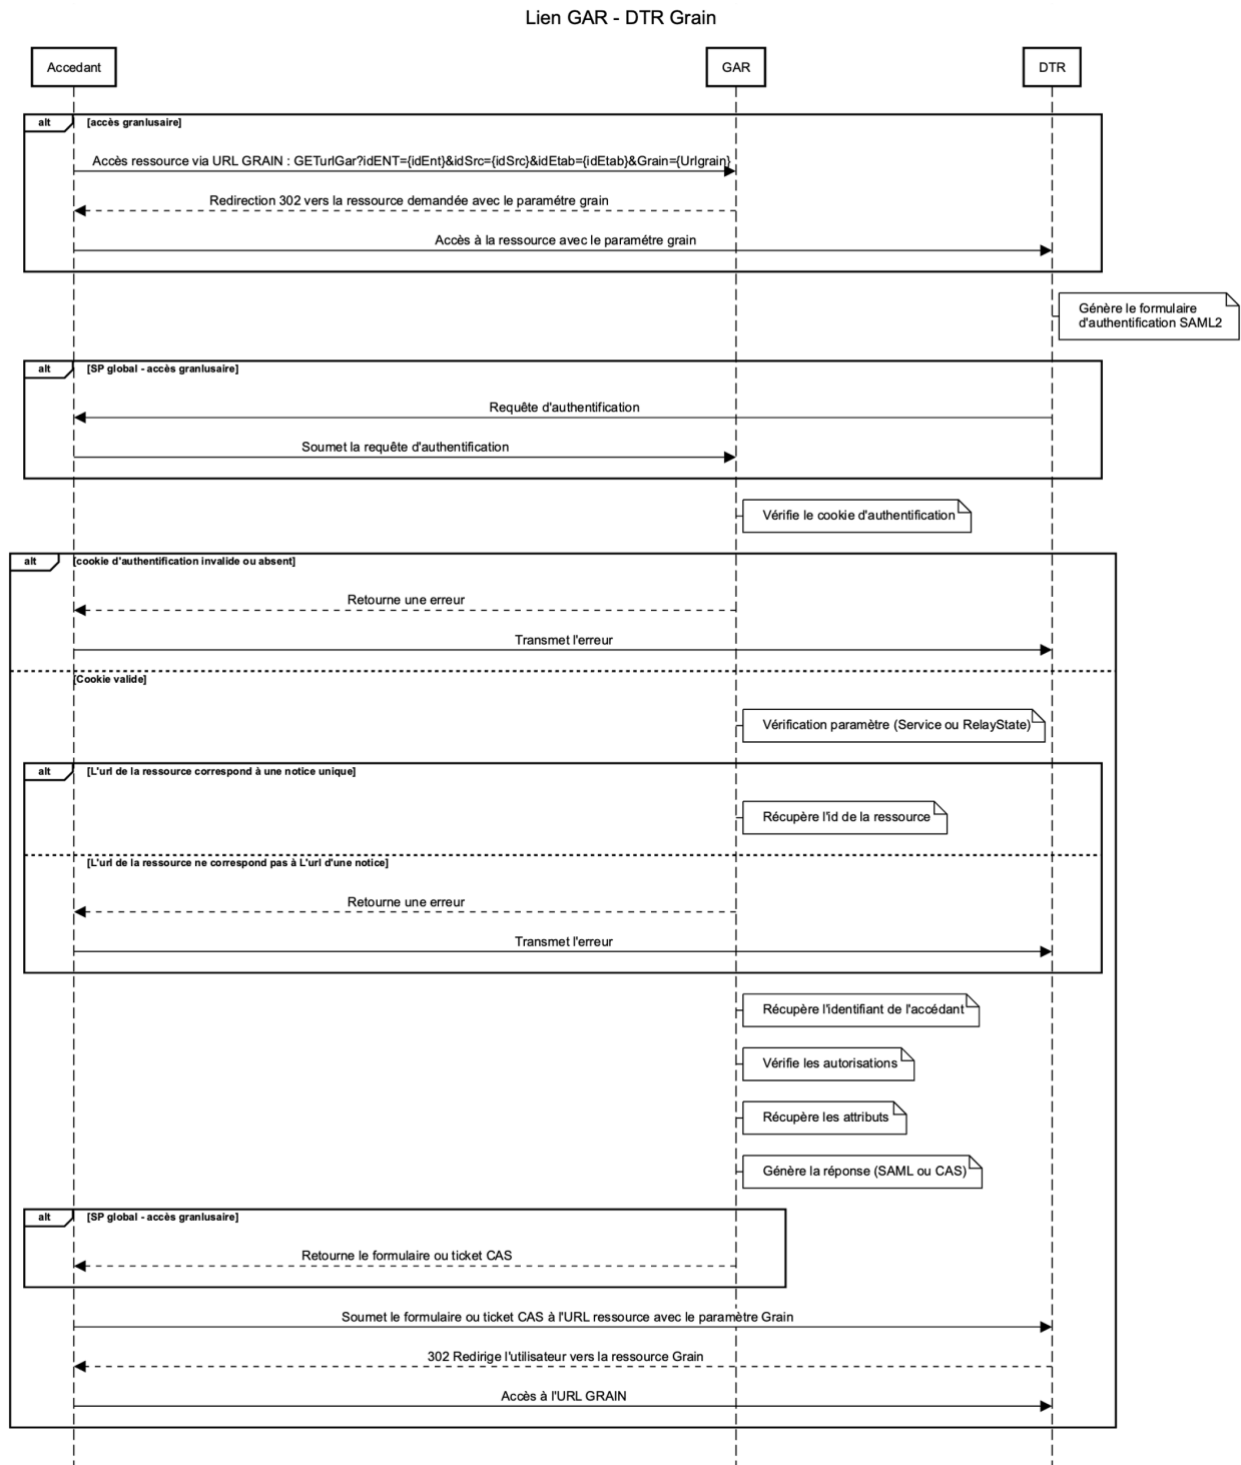 Lien GAR - DTR Grain
Accedant
GAR
DTR
alt
[accès granlusaire]
Accès ressource via URL GRAIN : GETurlGar?idENT={idEnt}&idSrc={idSrc}&idEtab={idEtab}&Grain={Urlgrain}
Redirection 302 vers la ressource demandée avec le paramétre grain
Accès à la ressource avec le paramétre grain
Génère le formulaire
d'authentification SAML2
alt
[SP global - accès granlusaire]
Requête d'authentification
Soumet la requête d'authentification
Vérifie le cookie d'authentification
alt
[cookie d'authentification invalide ou absent]
Retourne une erreur
Transmet l'erreur
[Cookie valide]
Vérification paramètre (Service ou RelayState)
alt
[L'url de la ressource correspond à une notice unique]
Récupère l'id de la ressource
[L'url de la ressource ne correspond pas à L'url d'une notice]
Retourne une erreur
Transmet l'erreur
Récupère l'identifiant de l'accédant
Vérifie les autorisations
Récupère les attributs
Génère la réponse (SAML ou CAS)
alt
[SP global - accès granlusaire]
Retourne le formulaire ou ticket CAS
Soumet le formulaire ou ticket CAS à l'URL ressource avec le paramètre Grain
302 Redirige l'utilisateur vers la ressource Grain
Accès à l'URL GRAIN